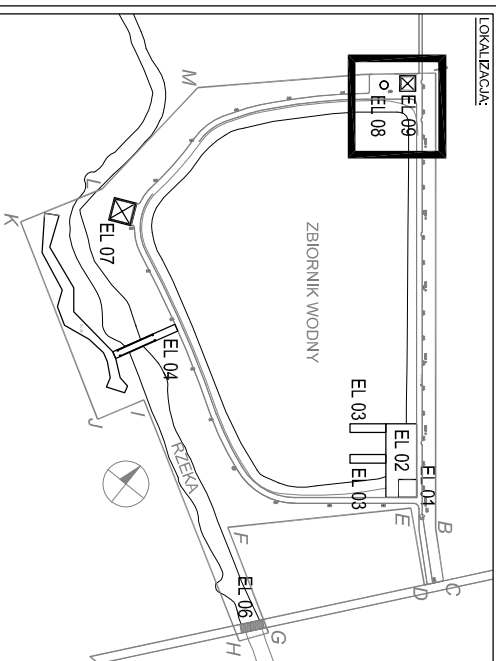 LOKALIZACJA:
EL 09
EL 08
M
L
K
EL 07
ZBIORNIK WODNY
EL 04
EL 03
EL 03
EL 02
EL 01
B
C
D
E
F
J
I
RZEKA
EL 06
G
H